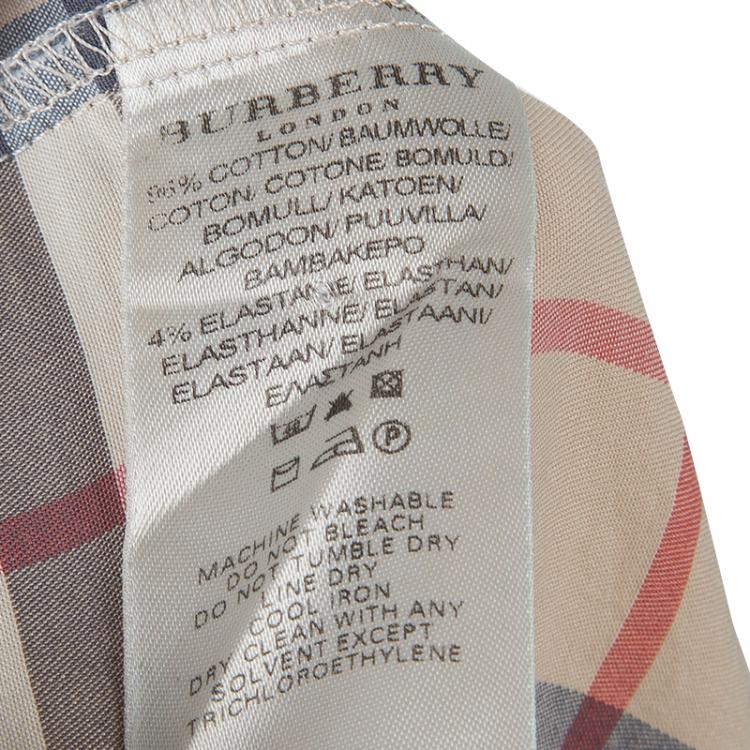 BURBERRY
LONDON
96% COTTON/ BAUMWOLLE/
COTON/ COTONE/ BOMULD/
BOMULL/ KATOEN/
ALGODON/ PUUVILLA/
ΒΑΜΒΑΚΕΡΟ
4% ELASTANE/ ELASTHAN/
ELASTHANNE/ ELASTAN/
ELASTAAN/ ELASTAANI/
ΕΛΑΣΤΑΝΗ
P
MACHINE WASHABLE
DO NOT BLEACH
DO NOT TUMBLE DRY
LINE DRY
COOL IRON
DRY CLEAN WITH ANY
SOLVENT EXCEPT
TRICHLOROETHYLENE